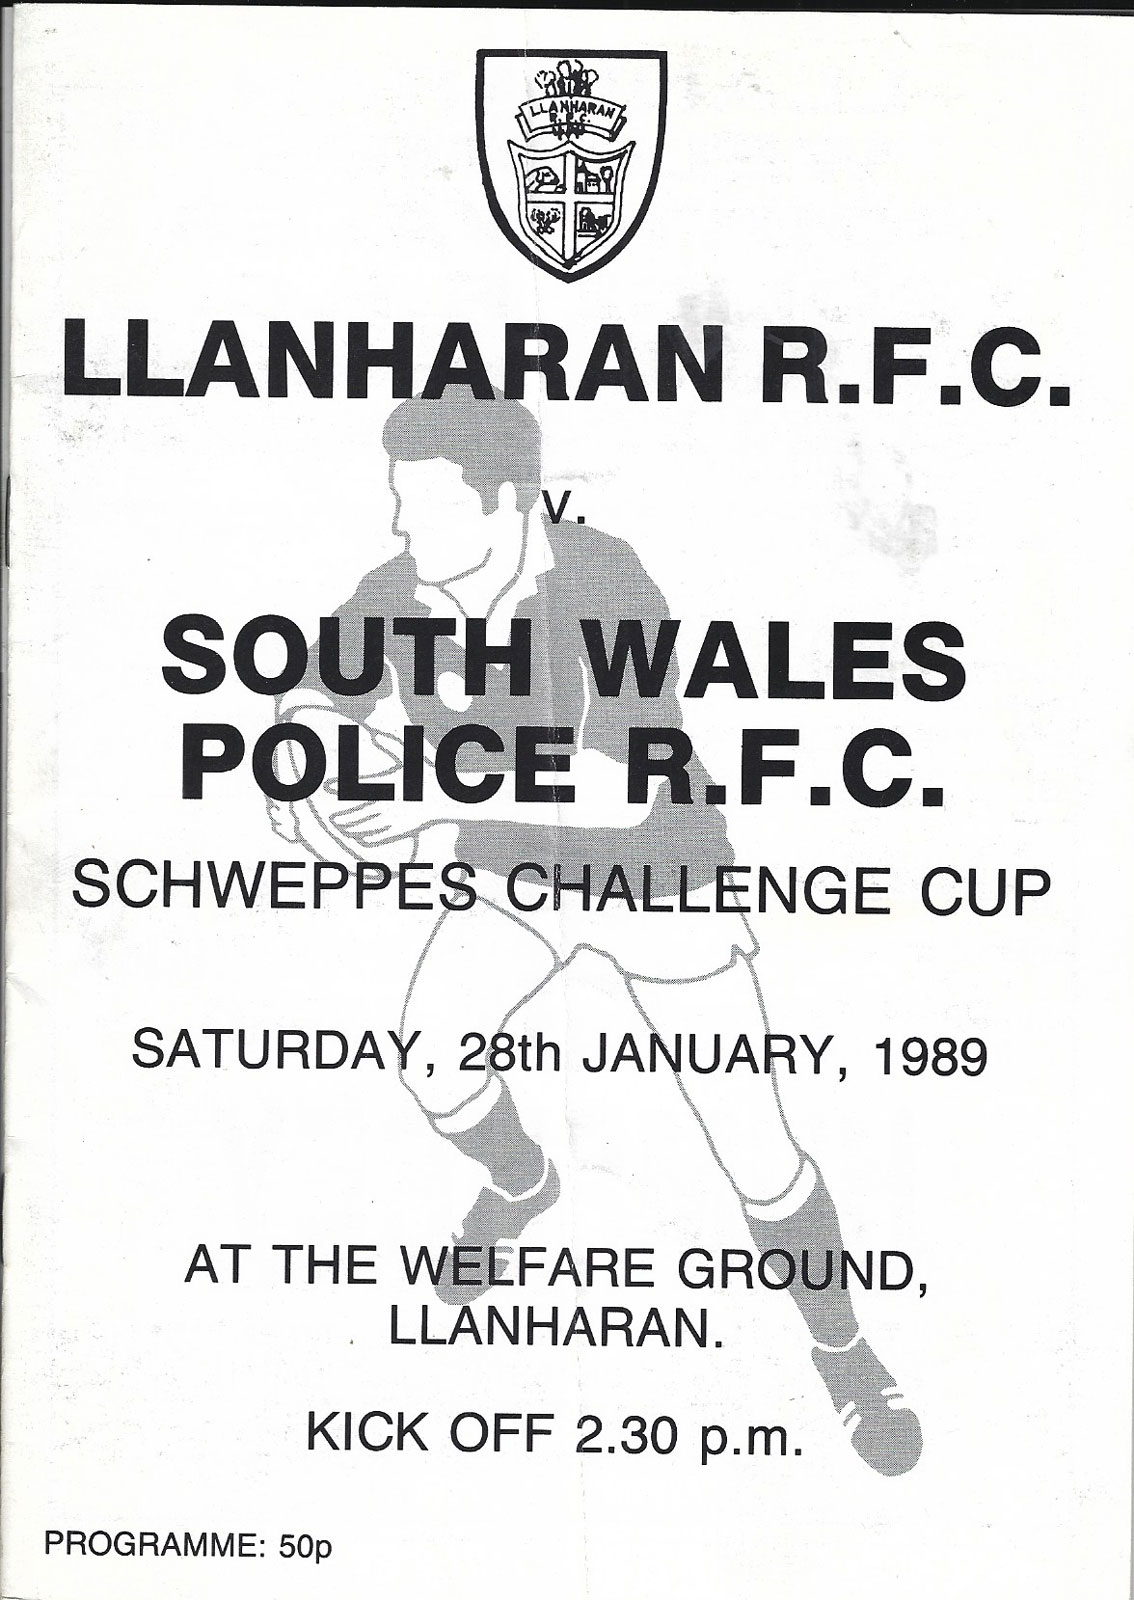 LLANHARAN
R.F.C.
LLANHARAN R.F.C.
v.
SOUTH WALES
POLICE R.F.C.
SCHWEPPES CHALLENGE CUP
SATURDAY, 28th JANUARY, 1989
AT THE WELFARE GROUND,
LLANHARAN.
KICK OFF 2.30 p.m.
PROGRAMME: 50p